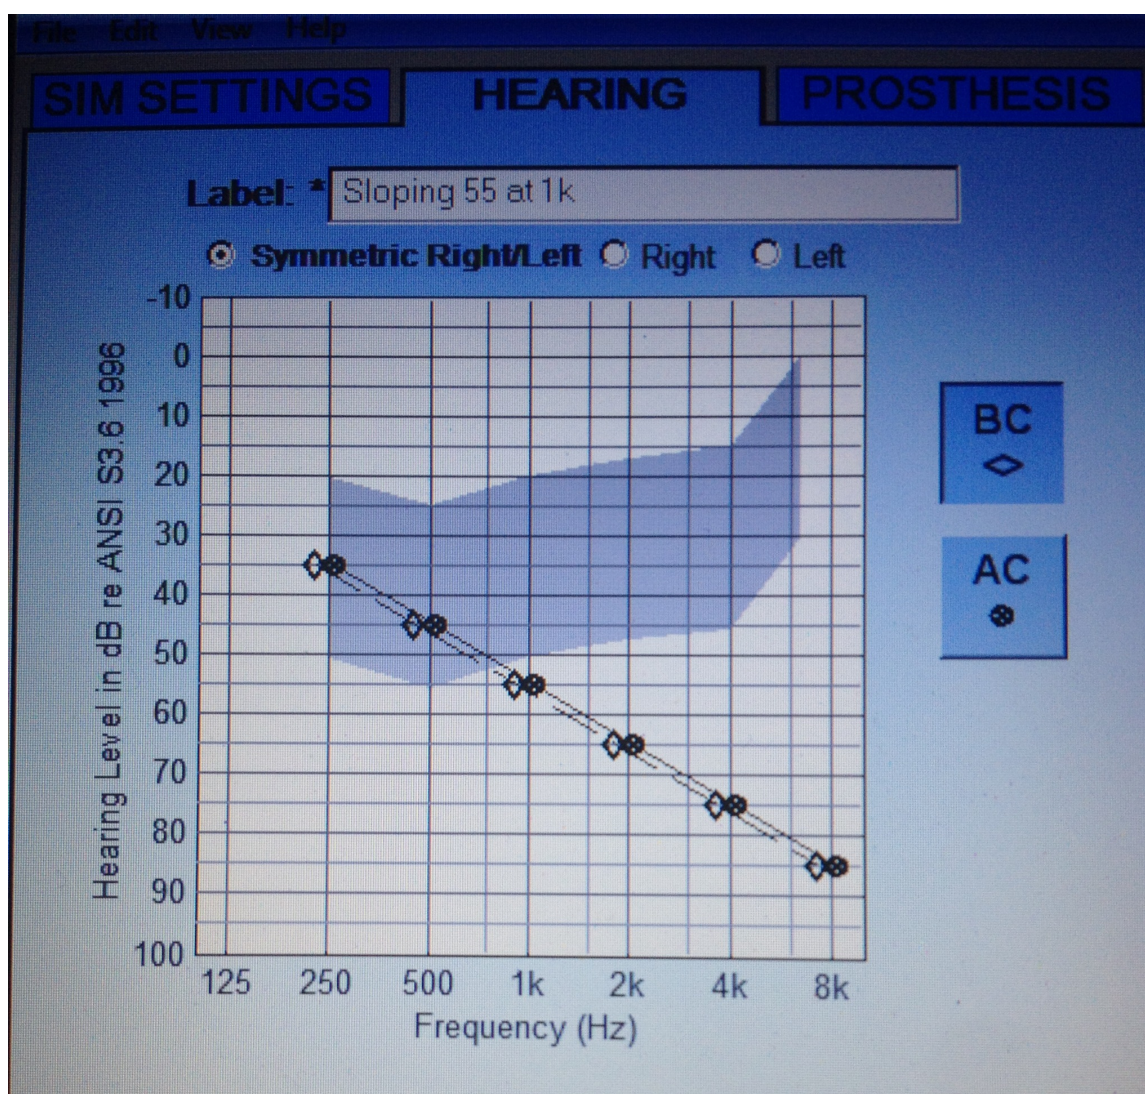 File Edit View Help
SIM SETTINGS HEARING PROSTHESIS
Label: * Sloping 55 at 1k
Symmetric Right/Left Right Left
Hearing Level in dB re ANSI S3.6 1996
-10
0
10
20
30
40
50
60
70
80
90
100
125 250 500 1k 2k 4k 8k
Frequency (Hz)
BC
AC